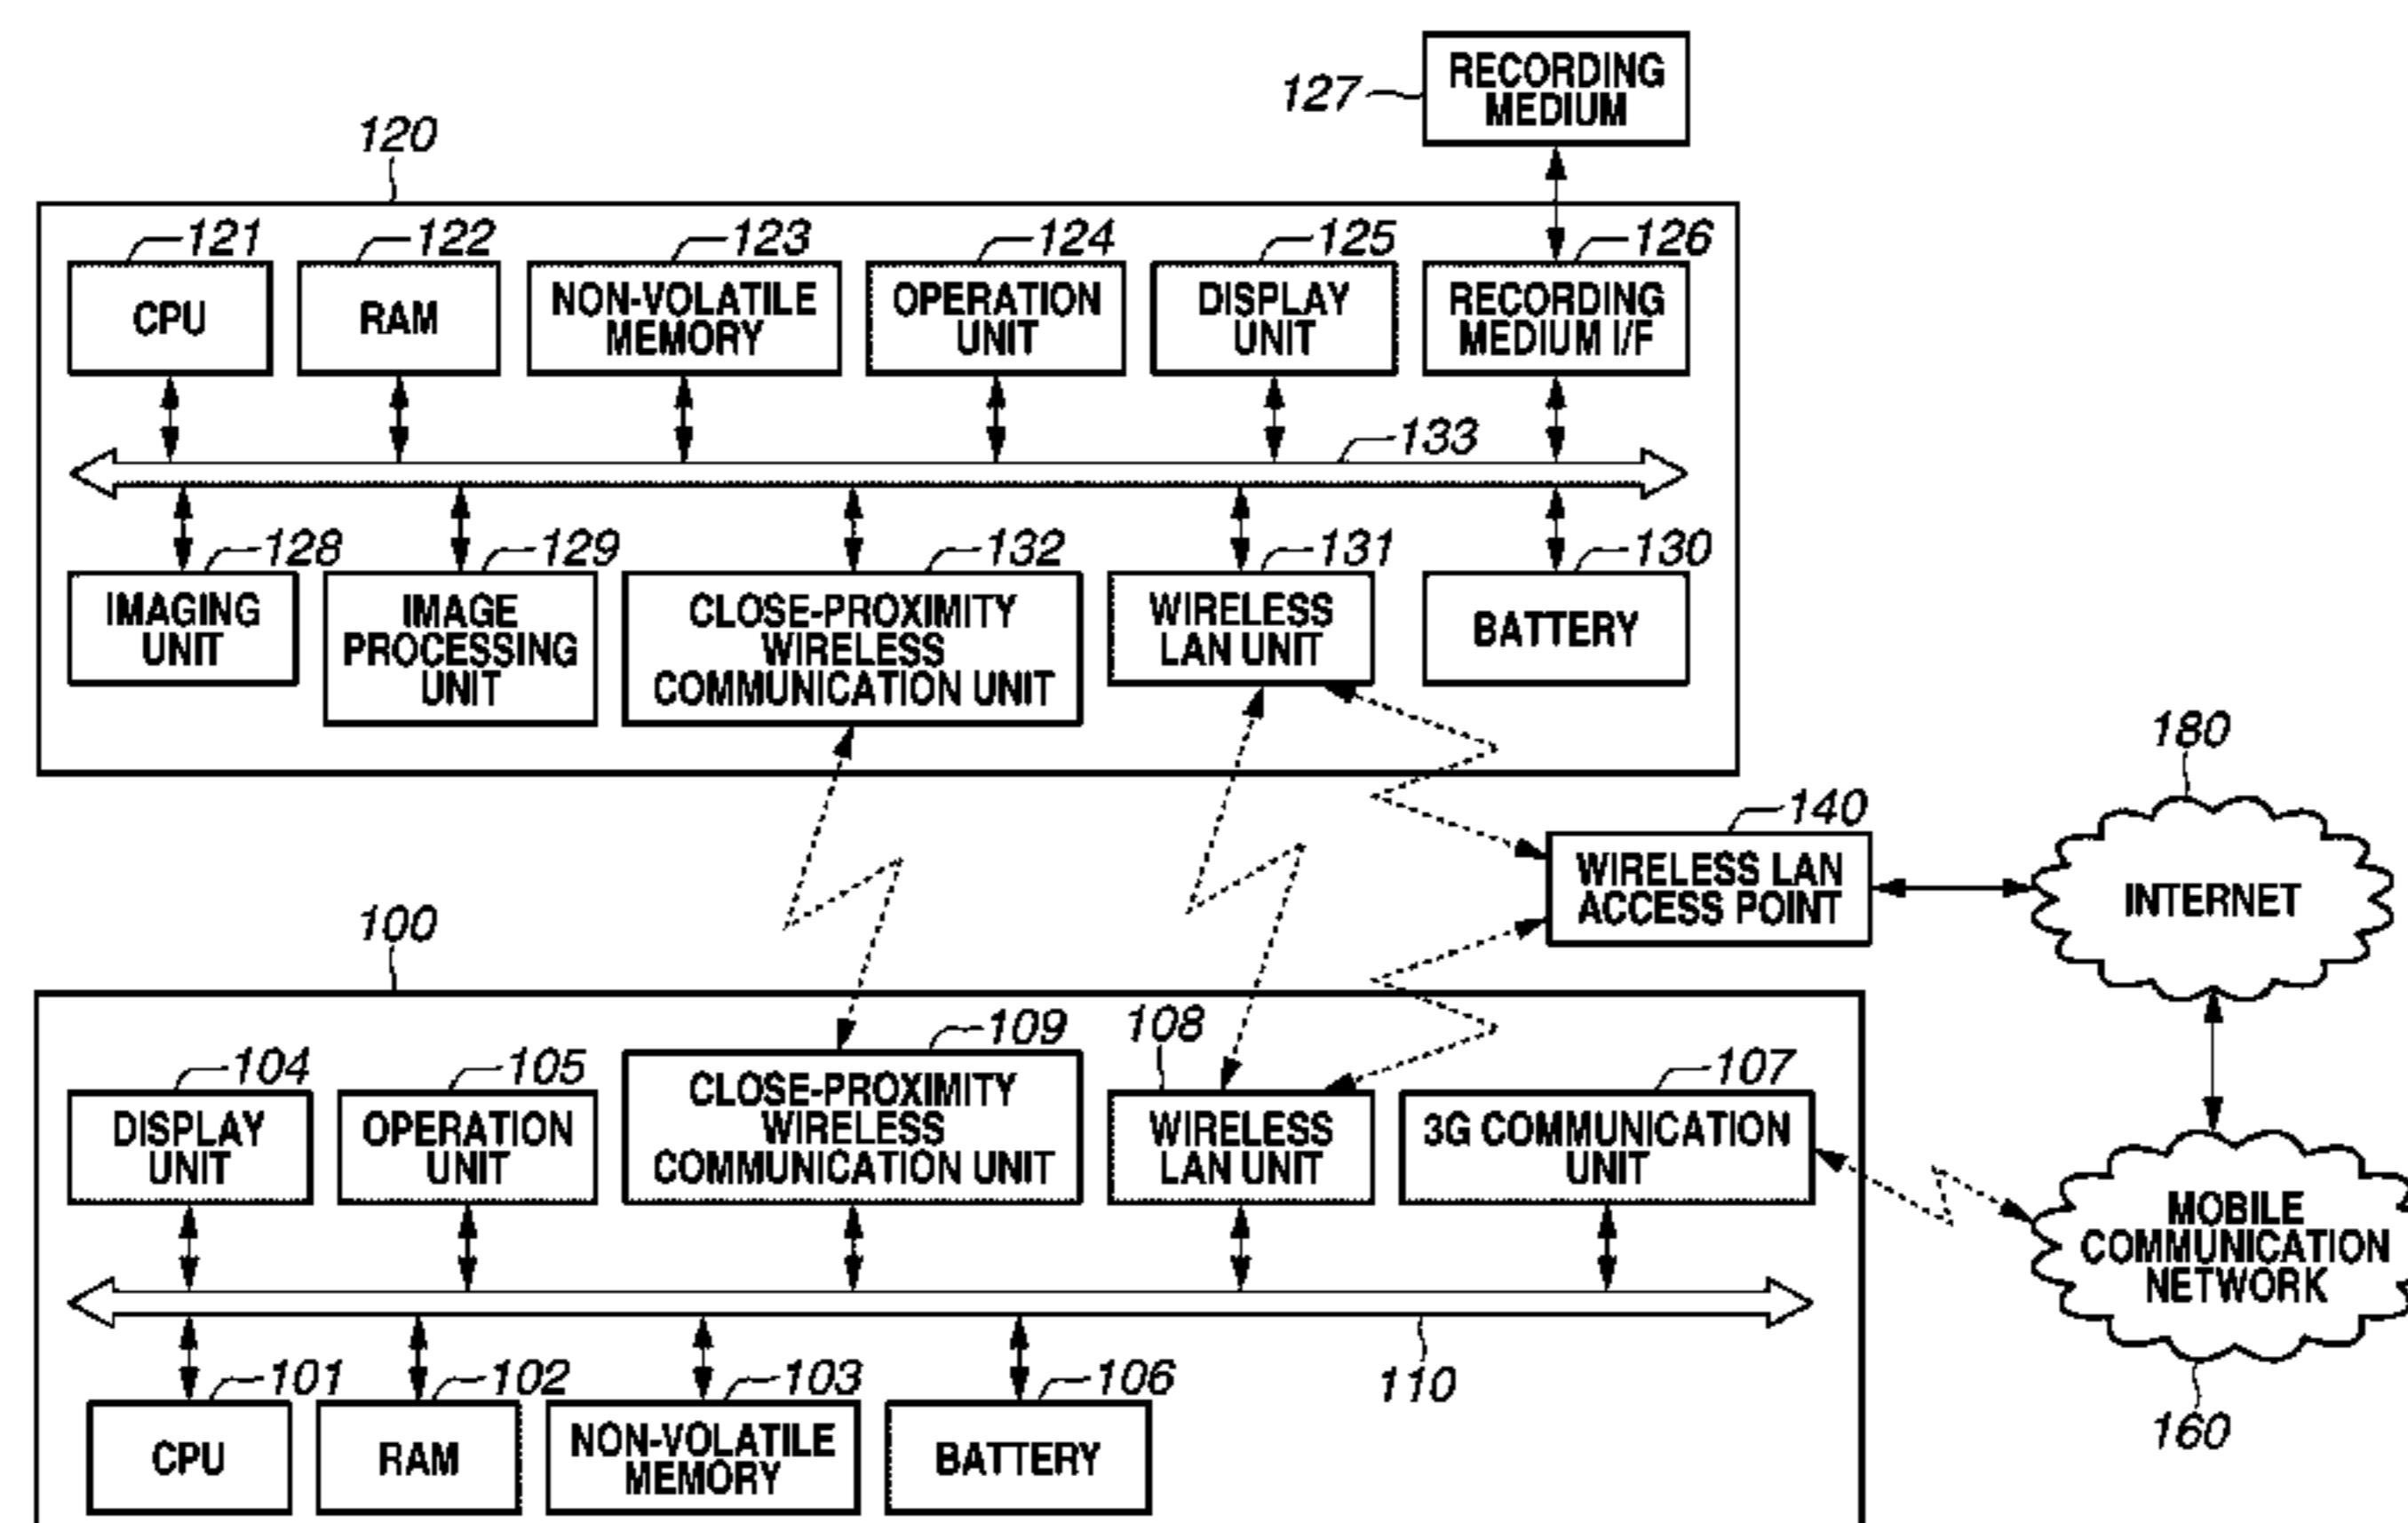 127
RECORDING
MEDIUM
120
121
122
123
124
125
126
CPU
RAM
NON-VOLATILE
MEMORY
OPERATION
UNIT
DISPLAY
UNIT
RECORDING
MEDIUM I/F
133
128
129
132
131
130
IMAGING
UNIT
IMAGE
PROCESSING
UNIT
CLOSE-PROXIMITY
WIRELESS
COMMUNICATION UNIT
WIRELESS
LAN UNIT
BATTERY
180
140
WIRELESS LAN
ACCESS POINT
INTERNET
100
104
105
109
108
107
DISPLAY
UNIT
OPERATION
UNIT
CLOSE-PROXIMITY
WIRELESS
COMMUNICATION UNIT
WIRELESS
LAN UNIT
3G COMMUNICATION
UNIT
MOBILE
COMMUNICATION
NETWORK
110
160
101
102
103
106
CPU
RAM
NON-VOLATILE
MEMORY
BATTERY